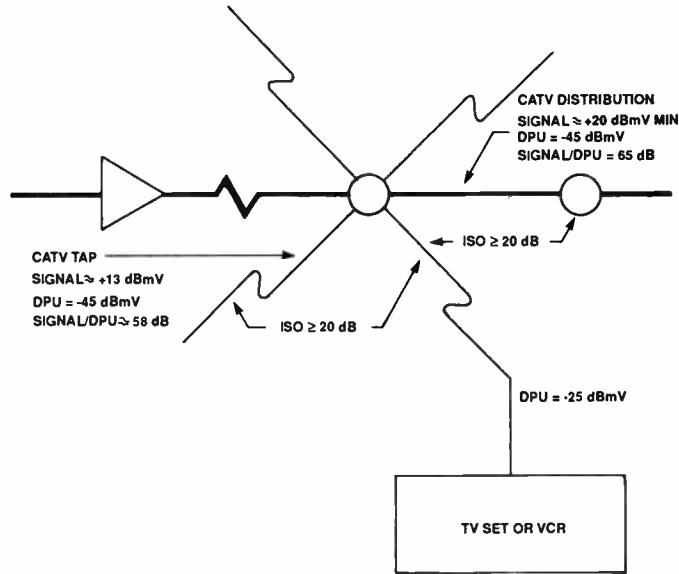 CATV DISTRIBUTION
SIGNAL ≈ +20 dBmV MIN
DPU = -45 dBmV
SIGNAL/DPU = 65 dB
ISO ≥ 20 dB
CATV TAP
SIGNAL ≈ +13 dBmV
DPU = -45 dBmV
SIGNAL/DPU ≈ 58 dB
ISO ≥ 20 dB
DPU = -25 dBmV
TV SET OR VCR